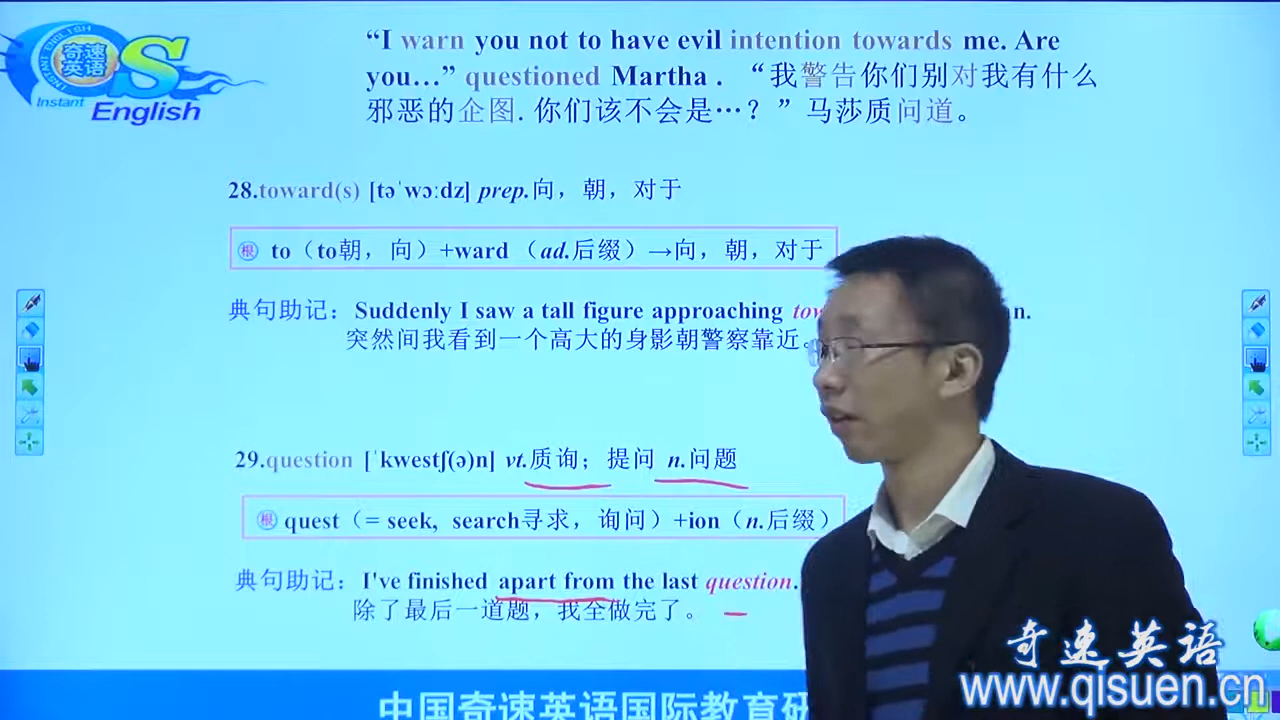 “I warn you not to have evil intention towards me. Are
you…” questioned Martha . “我警告你们别对我有什么
邪恶的企图. 你们该不会是…？”马莎质问道。
INSTANT ENGLISH
奇速
英语
S
Instant
English
28.toward(s) [təˈwɔːdz] prep.向，朝，对于
根 to（to朝，向）+ward （ad.后缀）→向，朝，对于
典句助记：Suddenly I saw a tall figure approaching
n.
突然间我看到一个高大的身影朝警察靠近。
29.question [ˈkwestʃ(ə)n] vt.质询；提问 n.问题
根 quest（= seek, search寻求，询问）+ion（n.后缀）
典句助记：I've finished apart from the last question.
除了最后一道题，我全做完了。
中国奇速英语国际教育研
奇速英语
www.qisuen.cn